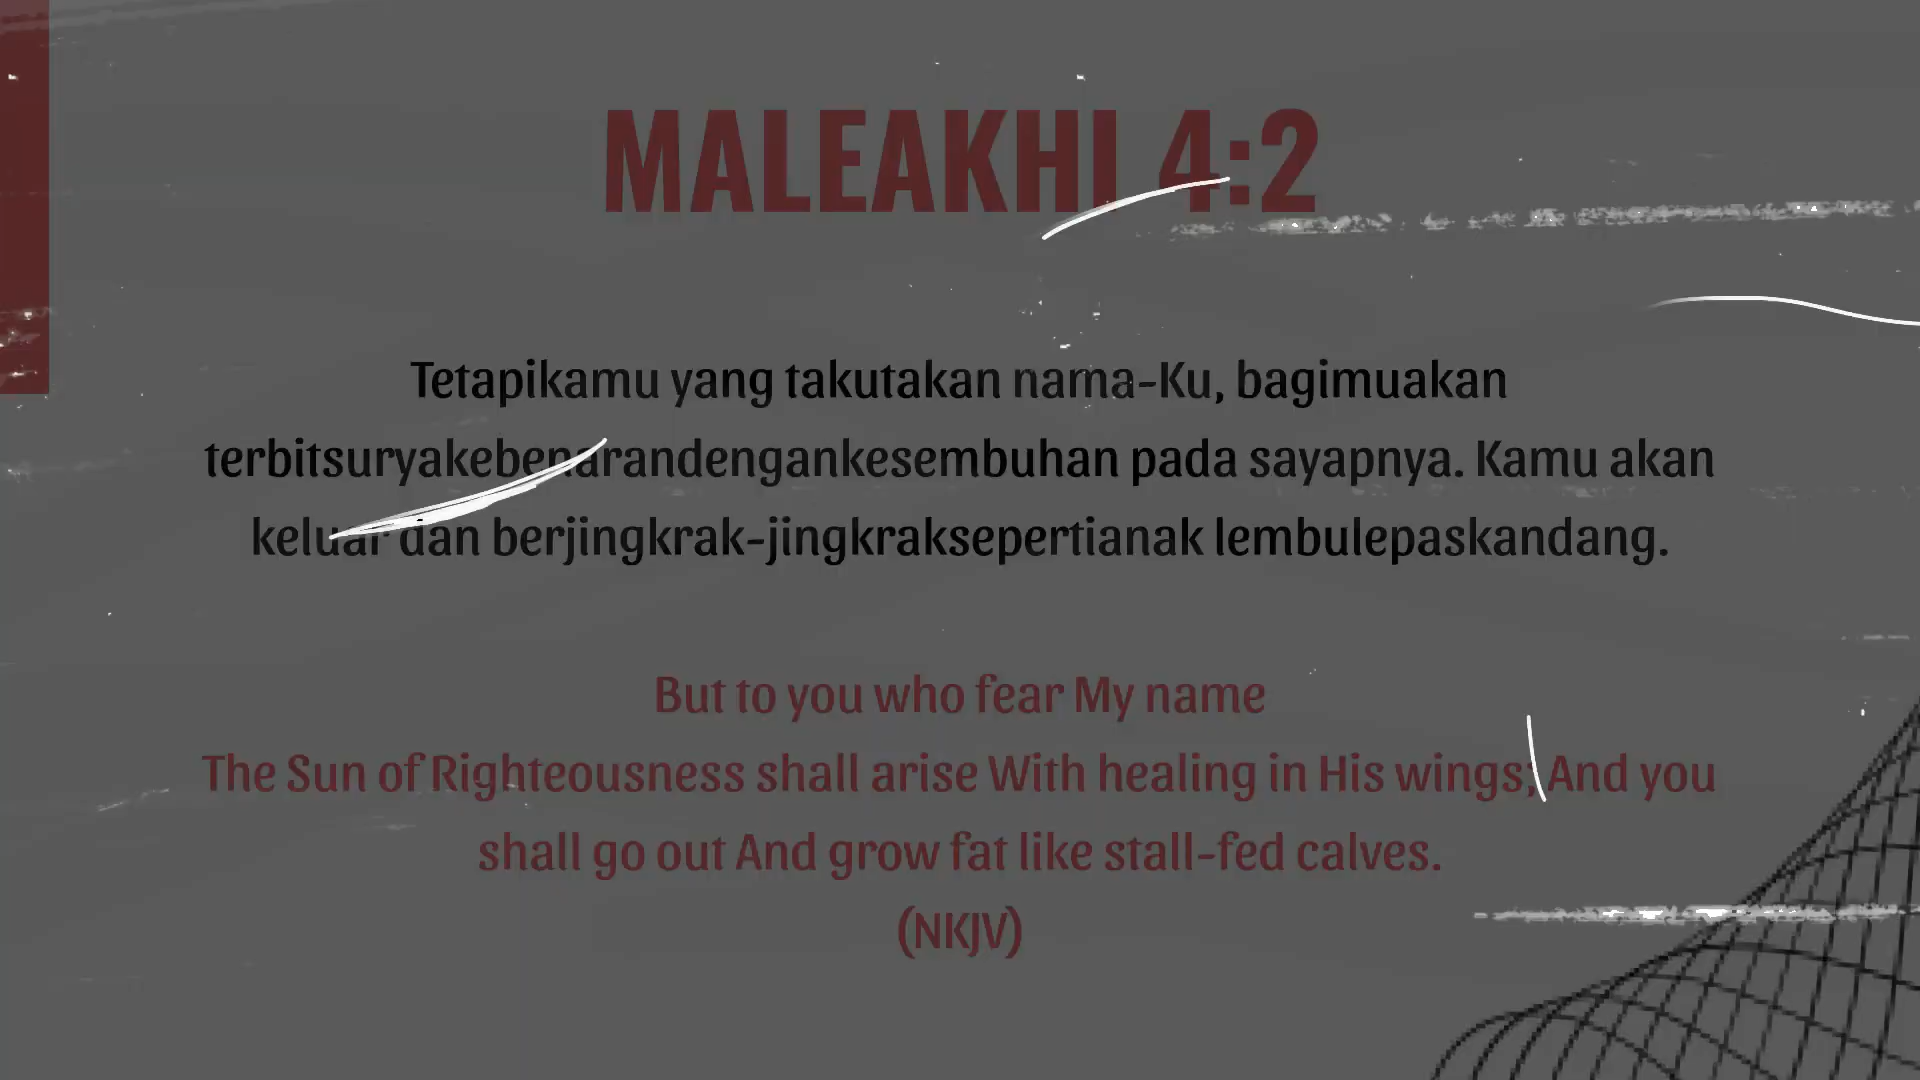 MALEAKHI 4:2
Tetapikamu yang takutakan nama-Ku, bagimuakan
terbitsuryakebenarandengankesembuhan pada sayapnya. Kamu akan
keluar dan berjingkrak-jingkraksepertianak lembulepaskandang.
But to you who fear My name
The Sun of Righteousness shall arise With healing in His wings; And you
shall go out And grow fat like stall-fed calves.
(NKJV)